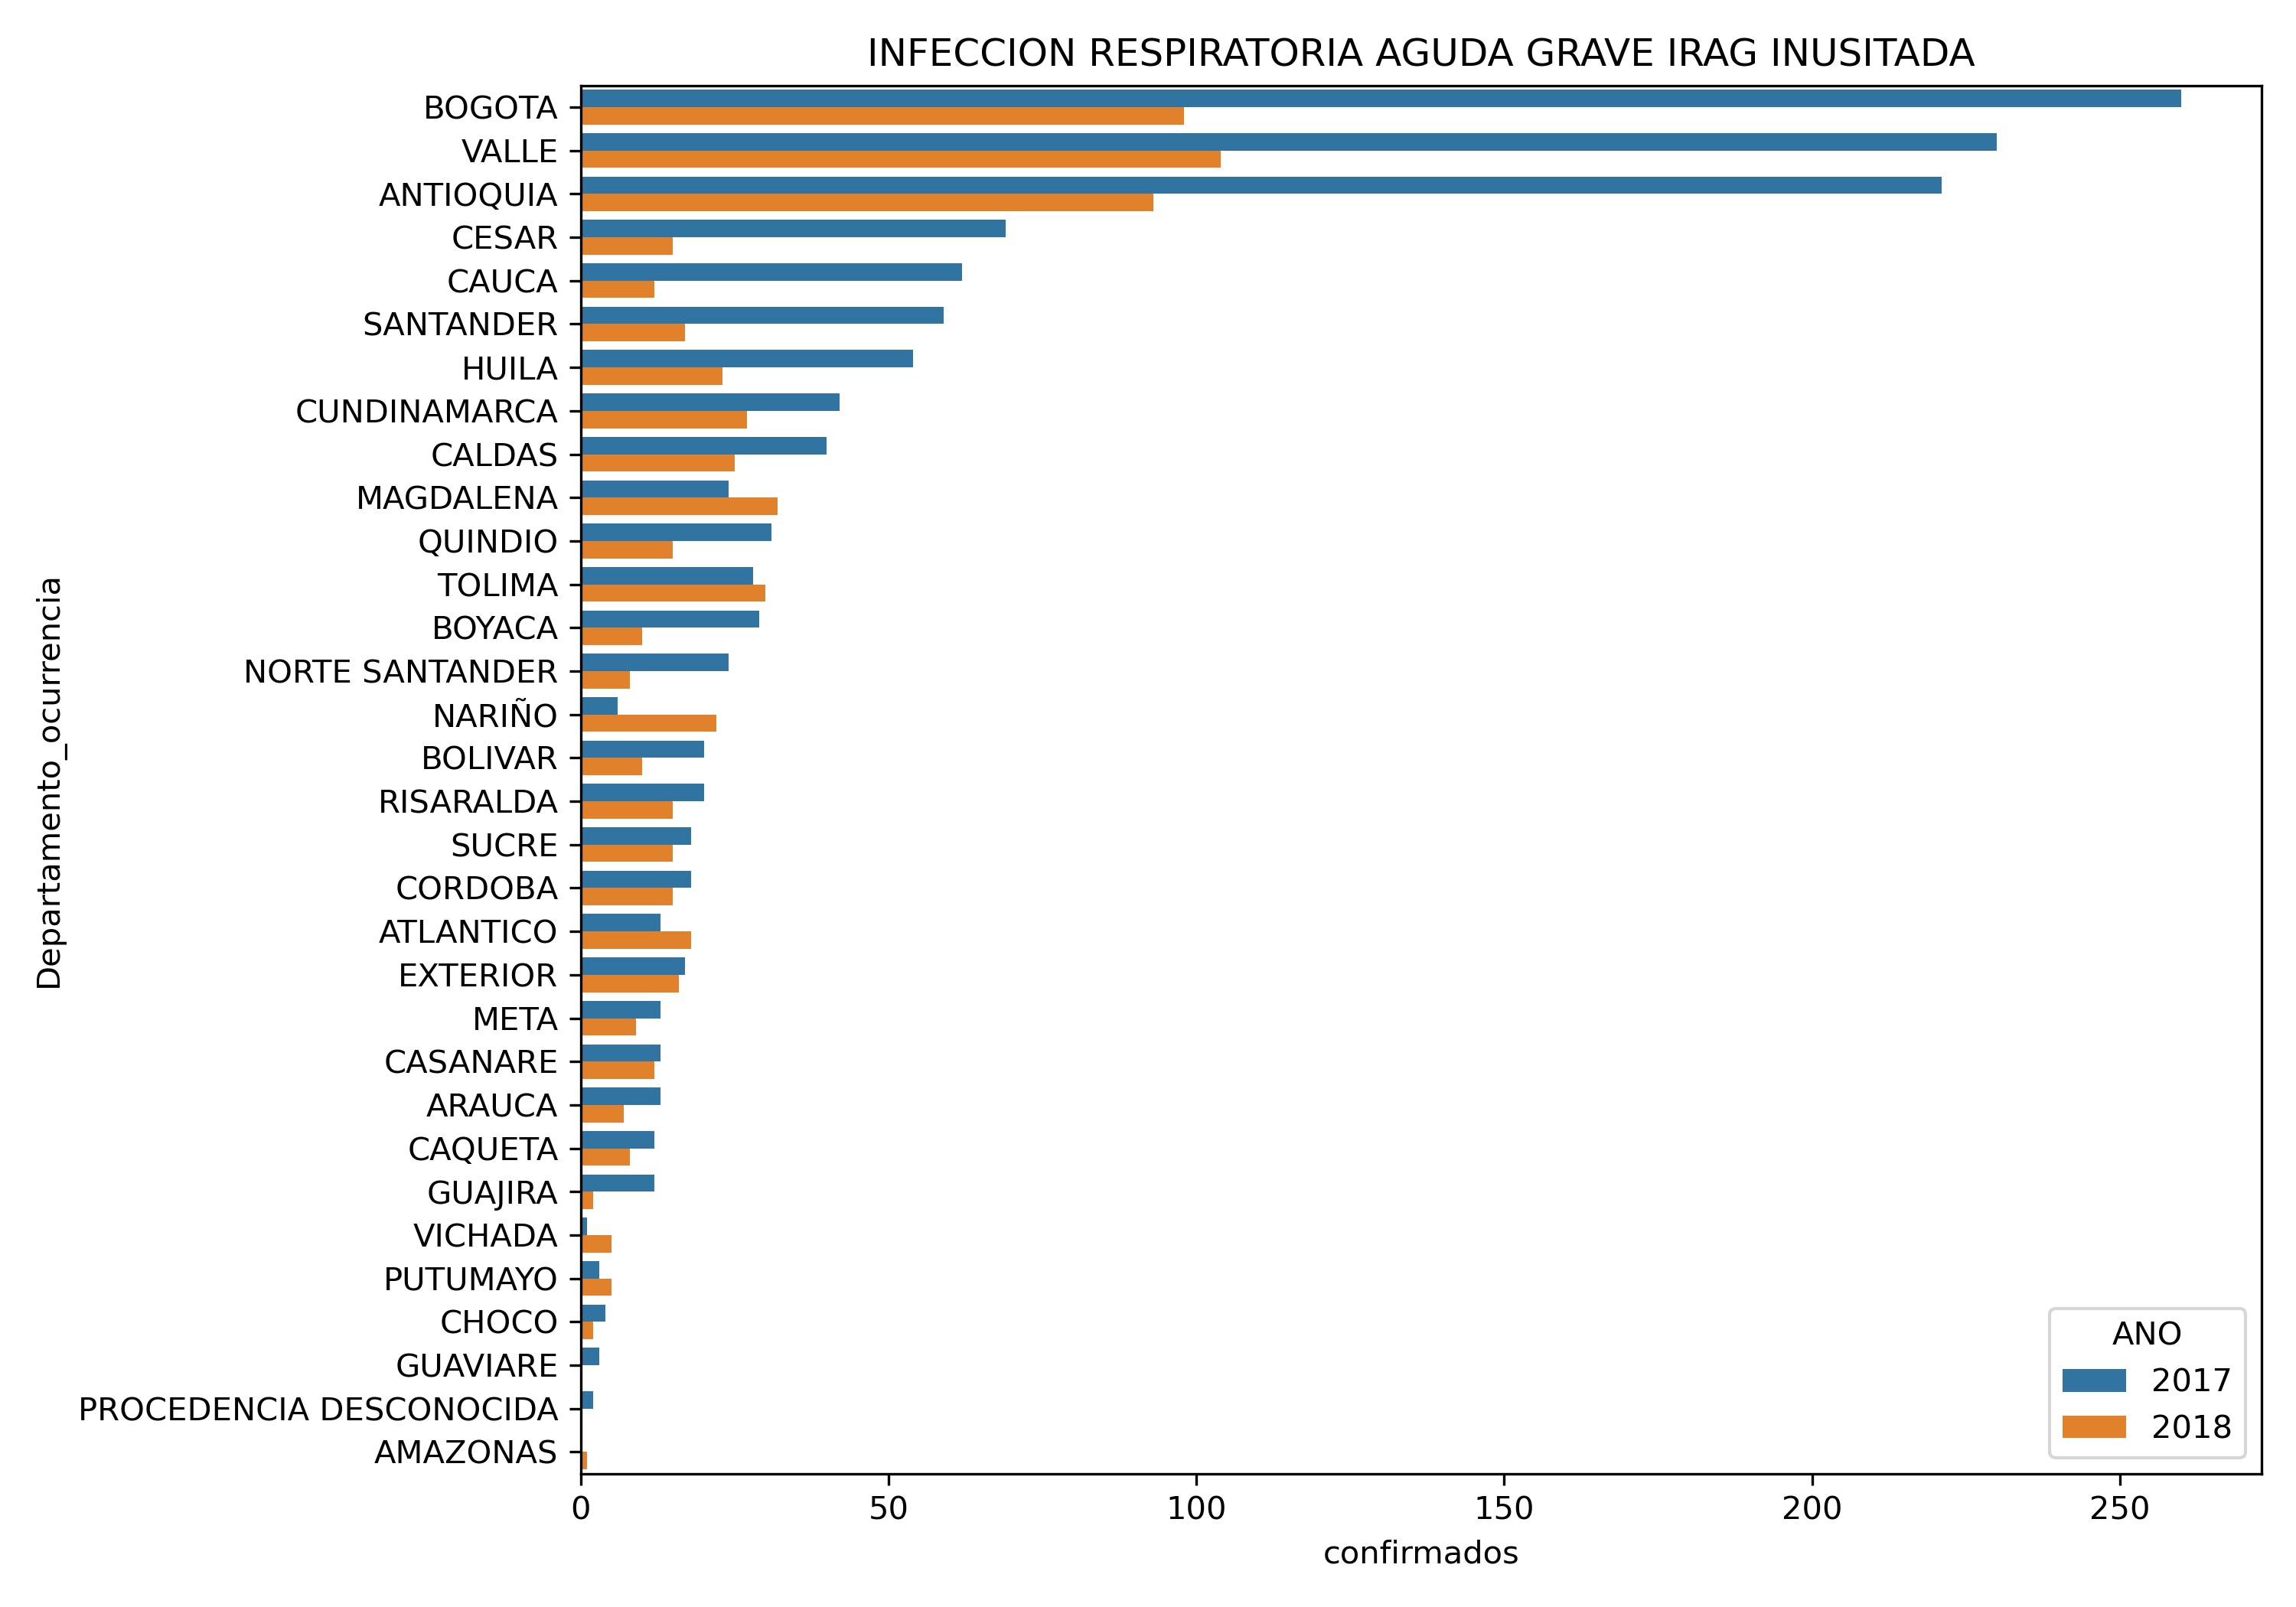 INFECCION RESPIRATORIA AGUDA GRAVE IRAG INUSITADA
Departamento_ocurrencia
BOGOTA
VALLE
ANTIOQUIA
CESAR
CAUCA
SANTANDER
HUILA
CUNDINAMARCA
CALDAS
MAGDALENA
QUINDIO
TOLIMA
BOYACA
NORTE SANTANDER
NARIÑO
BOLIVAR
RISARALDA
SUCRE
CORDOBA
ATLANTICO
EXTERIOR
META
CASANARE
ARAUCA
CAQUETA
GUAJIRA
VICHADA
PUTUMAYO
CHOCO
GUAVIARE
PROCEDENCIA DESCONOCIDA
AMAZONAS
ANO
2017
2018
0 50 100 150 200 250
confirmados